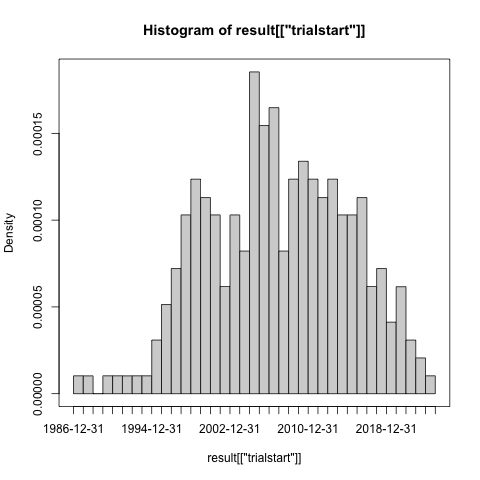 Histogram of result[["trialstart"]]
Density
0.00015
0.00010
0.00005
0.00000
1986-12-31 1994-12-31 2002-12-31 2010-12-31 2018-12-31
result[["trialstart"]]